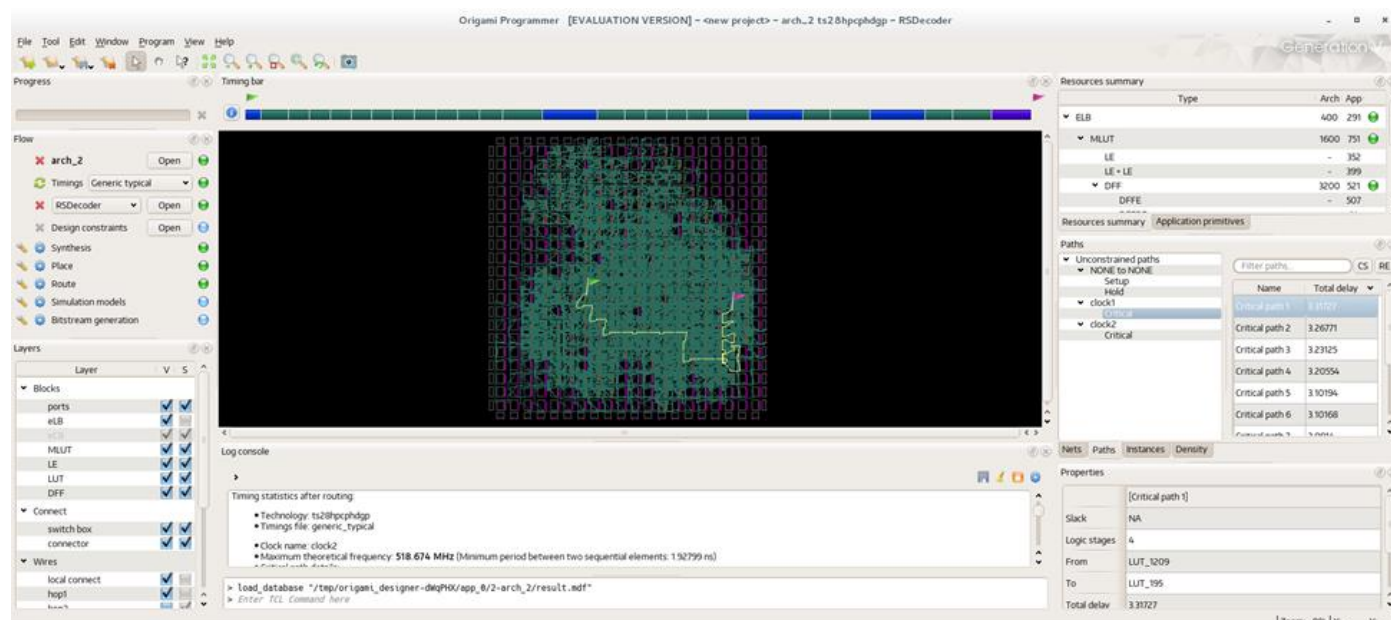 Origami Programmer [EVALUATION VERSION] – <new project> – arch_2 ts28hpcphdgp – RSDecoder
File Tool Edit Window Program View Help
Generation V
Progress
Flow
arch_2 Open
Timings Generic typical
RSDecoder Open
Design constraints Open
Synthesis
Place
Route
Simulation models
Bitstream generation
Layers
Layer V S
Blocks
ports
eLB
MLUT
LE
LUT
DFF
Connect
switch box
connector
Wires
local connect
hop1
hop2
Timing bar
Log console
Timing statistics after routing:
• Technology: ts28hpcphdgp
• Timings file: generic_typical
• Clock name: clock2
• Maximum theoretical frequency: 518.674 MHz (Minimum period between two sequential elements: 1.92799 ns)
• Critical path details:
> load_database "/tmp/origami_designer-dWqPHX/app_0/2-arch_2/result.mdf"
> Enter TCL Command here
Resources summary
Type Arch App
ELB 400 291
MLUT 1600 751
LE - 352
LE + LE - 399
DFF 3200 521
DFFE - 507
Resources summary Application primitives
Paths
Unconstrained paths
NONE to NONE
Setup
Hold
clock1
Critical
clock2
Critical
Filter paths... CS RE
Name Total delay
Critical path 1 3.31727
Critical path 2 3.26771
Critical path 3 3.23125
Critical path 4 3.20554
Critical path 5 3.10194
Critical path 6 3.10168
Nets Paths Instances Density
Properties
[Critical path 1]
Slack NA
Logic stages 4
From LUT_1209
To LUT_195
Total delay 3.31727